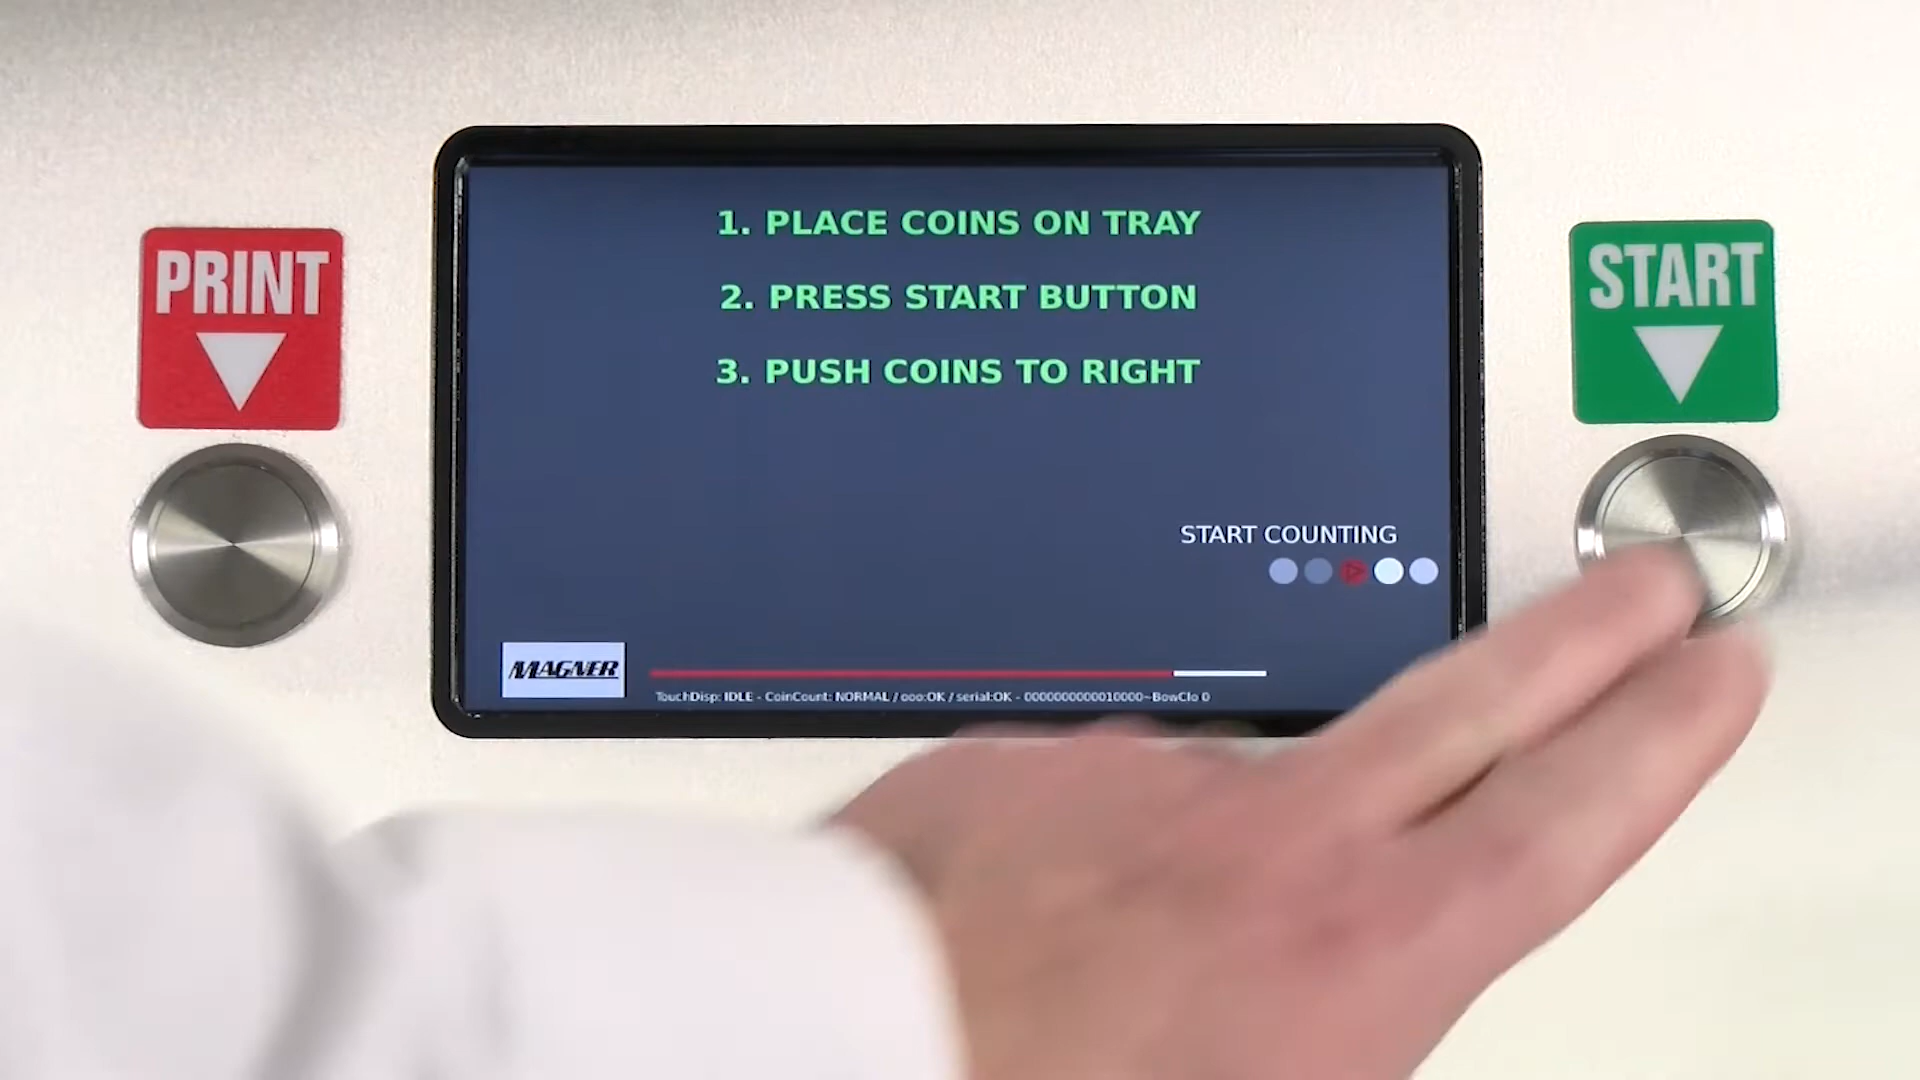 PRINT
START
1. PLACE COINS ON TRAY
2. PRESS START BUTTON
3. PUSH COINS TO RIGHT
START COUNTING
MAGNER
TouchDisp: IDLE - CoinCount: NORMAL / ooo:OK / serial:OK - 0000000000010000~BowClo 0